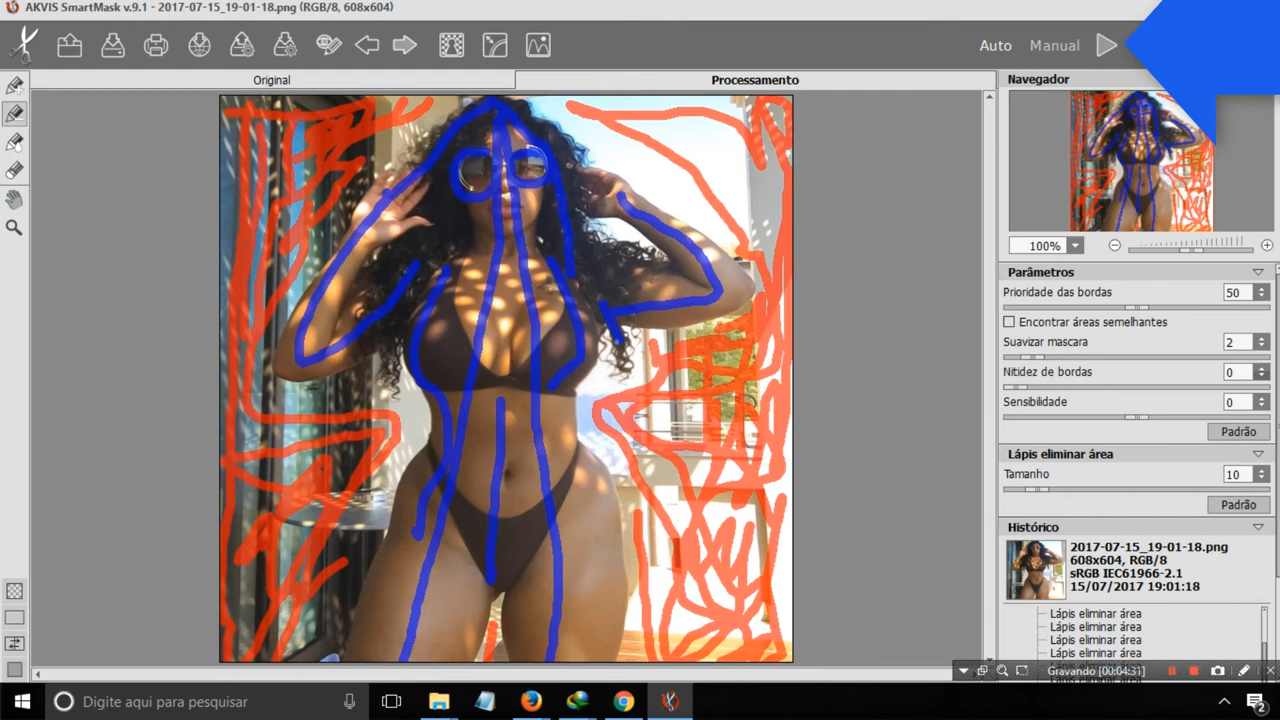 AKVIS SmartMask v.9.1 - 2017-07-15_19-01-18.png (RGB/8, 608x604)
Auto Manual
Original
Processamento
Navegador
100%
Parâmetros
Prioridade das bordas 50
Encontrar áreas semelhantes
Suavizar mascara 2
Nitidez de bordas 0
Sensibilidade 0
Padrão
Lápis eliminar área
Tamanho 10
Padrão
Histórico
2017-07-15_19-01-18.png
608x604, RGB/8
sRGB IEC61966-2.1
15/07/2017 19:01:18
Lápis eliminar área
Lápis eliminar área
Lápis eliminar área
Lápis eliminar área
Gravando [00:04:31]
Digite aqui para pesquisar
2